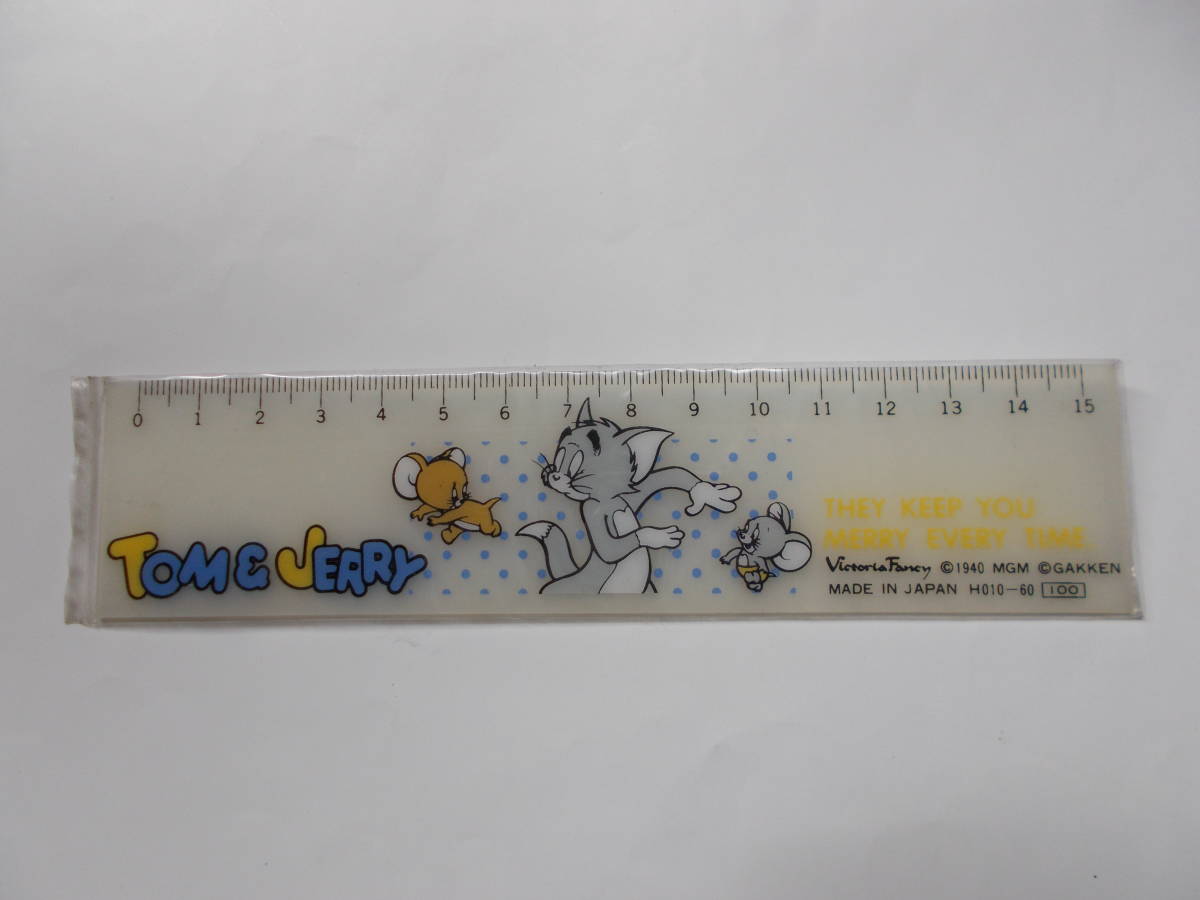 0 1 2 3 4 5 6 7 8 9 10 11 12 13 14 15
TOM & JERRY
THEY KEEP YOU
MERRY EVERY TIME.
Victoria Fancy ©1940 MGM ©GAKKEN
MADE IN JAPAN H010-60 100